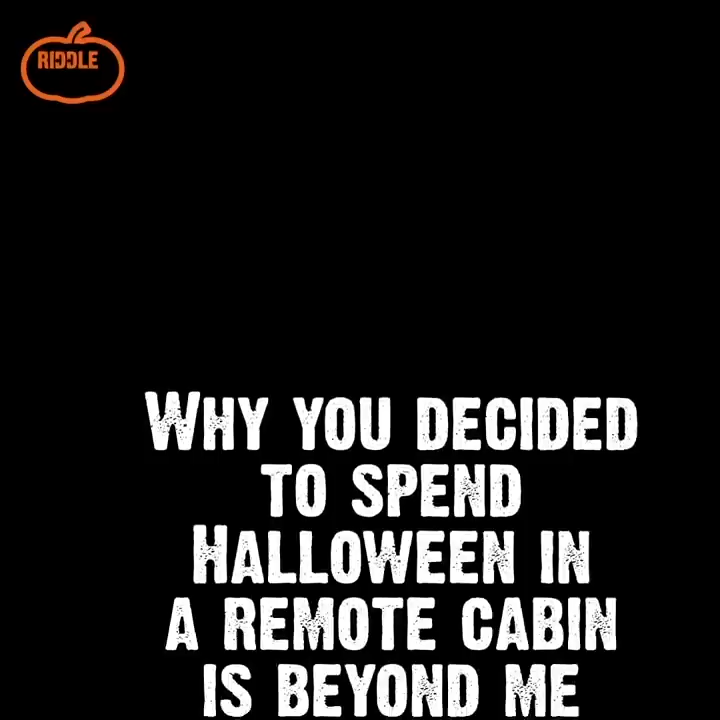 RIDDLE
Why you decided
to spend
Halloween in
a remote cabin
is beyond me